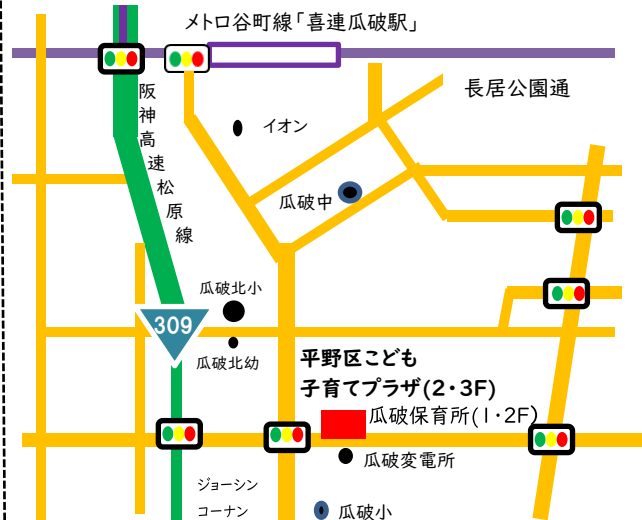 メトロ谷町線「喜連瓜破駅」
長居公園通
阪神高速松原線
イオン
瓜破中
瓜破北小
309
瓜破北幼
平野区こども
子育てプラザ(2・3F)
瓜破保育所(1・2F)
瓜破変電所
ジョーシン
コーナン
瓜破小